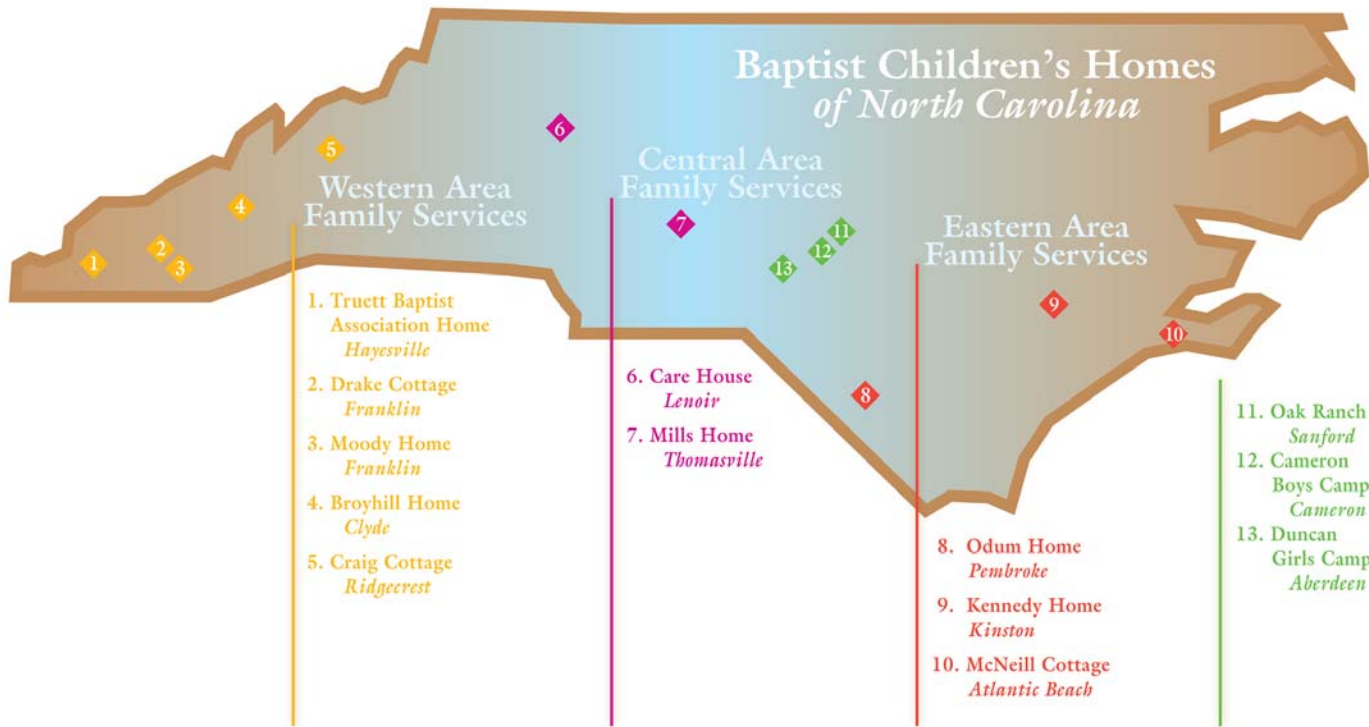 Baptist Children's Homes
of North Carolina
6
5
Central Area
Family Services
Western Area
Family Services
4
7
11
Eastern Area
Family Services
2
12
1
3
13
9
10
8
1. Truett Baptist
Association Home
Hayesville
2. Drake Cottage
Franklin
3. Moody Home
Franklin
4. Broyhill Home
Clyde
5. Craig Cottage
Ridgecrest
6. Care House
Lenoir
7. Mills Home
Thomasville
8. Odum Home
Pembroke
9. Kennedy Home
Kinston
10. McNeill Cottage
Atlantic Beach
11. Oak Ranch
Sanford
12. Cameron
Boys Camp
Cameron
13. Duncan
Girls Camp
Aberdeen